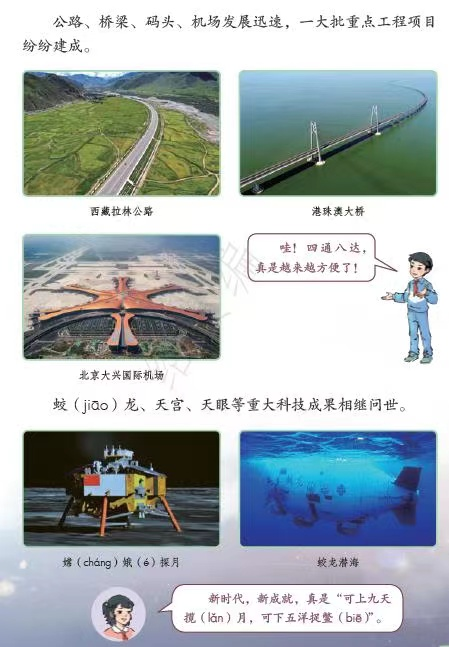 公路、桥梁、码头、机场发展迅速，一大批重点工程项目
纷纷建成。
西藏拉林公路
港珠澳大桥
哇！四通八达，
真是越来越方便了！
北京大兴国际机场
蛟（jiāo）龙、天宫、天眼等重大科技成果相继问世。
嫦（cháng）娥（é）探月
蛟龙潜海
新时代，新成就，真是“可上九天
揽（lǎn）月，可下五洋捉鳖（biē）”。